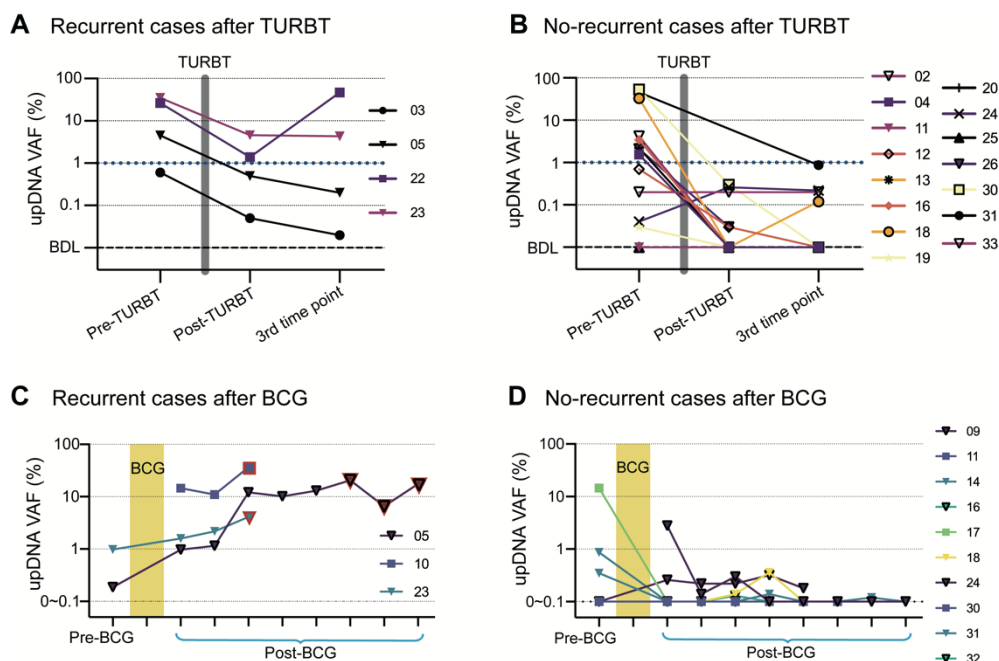 A Recurrent cases after TURBT
TURBT
upDNA VAF (%)
100
10
1
0.1
BDL
Pre-TURBT
Post-TURBT
3rd time point
03
05
22
23
B No-recurrent cases after TURBT
TURBT
upDNA VAF (%)
100
10
1
0.1
BDL
Pre-TURBT
Post-TURBT
3rd time point
02
04
11
12
13
16
18
19
20
24
25
26
30
31
33
C Recurrent cases after BCG
BCG
upDNA VAF (%)
100
10
1
0~0.1
Pre-BCG
Post-BCG
05
10
23
D No-recurrent cases after BCG
BCG
upDNA VAF (%)
100
10
1
0~0.1
Pre-BCG
Post-BCG
09
11
14
16
17
18
24
30
31
32